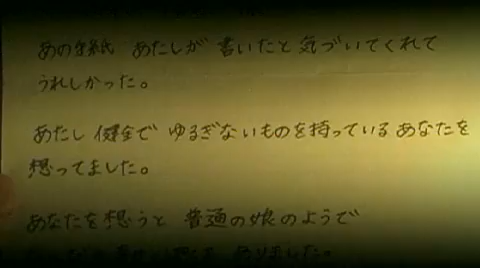 あの手紙 あたしが 書いたと気づいてくれて
うれしかった。
あたし 健全で ゆるぎないものを持っている あなたを
想ってました。
あなたを想うと 普通の娘のようで